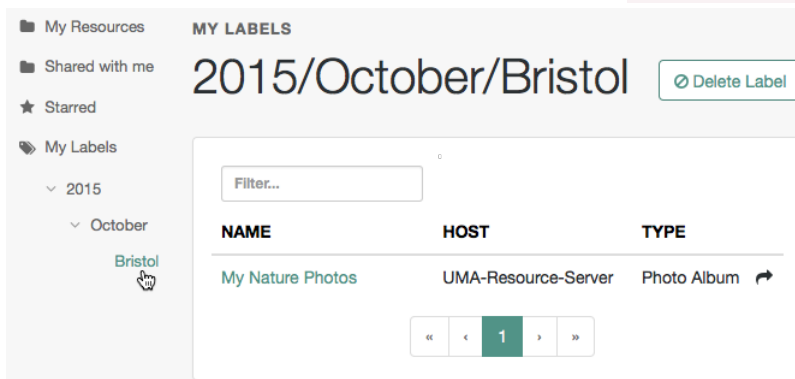 My Resources
Shared with me
Starred
My Labels
2015
October
Bristol
MY LABELS
2015/October/Bristol
Delete Label
Filter...
NAME HOST TYPE
My Nature Photos UMA-Resource-Server Photo Album
« ‹ 1 › »